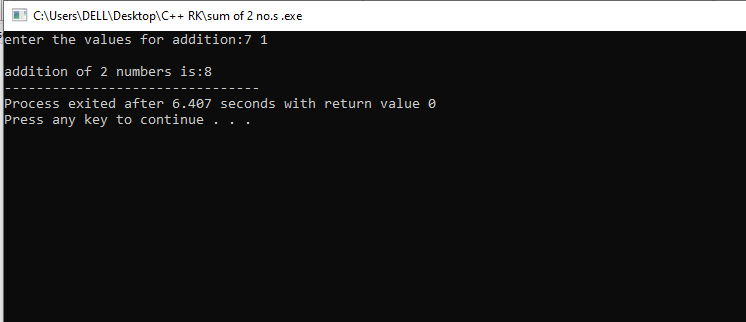 C:\Users\DELL\Desktop\C++ RK\sum of 2 no.s .exe
enter the values for addition:7 1
addition of 2 numbers is:8
--------------------------------
Process exited after 6.407 seconds with return value 0
Press any key to continue . . .